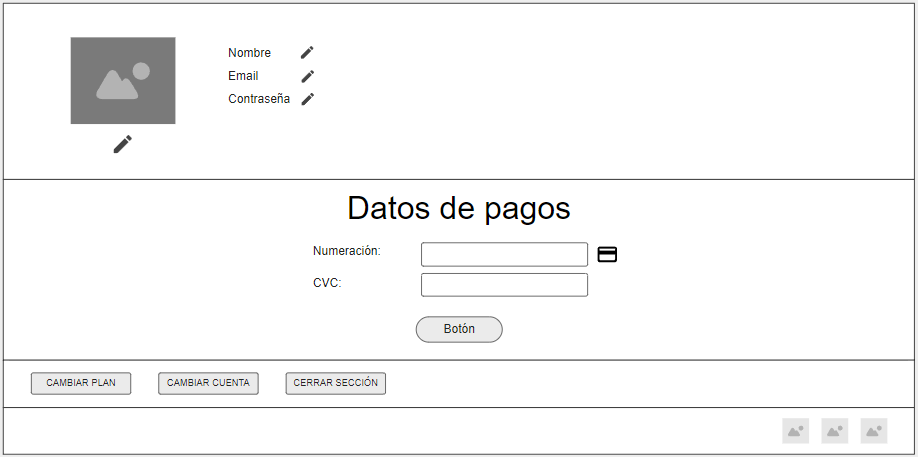 Nombre
Email
Contraseña
Datos de pagos
Numeración:
CVC:
Botón
CAMBIAR PLAN
CAMBIAR CUENTA
CERRAR SECCIÓN